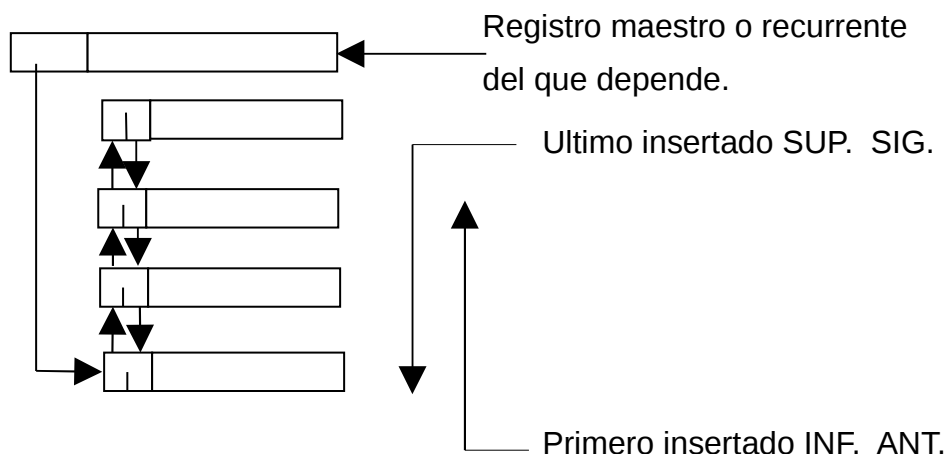 Registro maestro o recurrente
del que depende.
Ultimo insertado SUP. SIG.
Primero insertado INF. ANT.